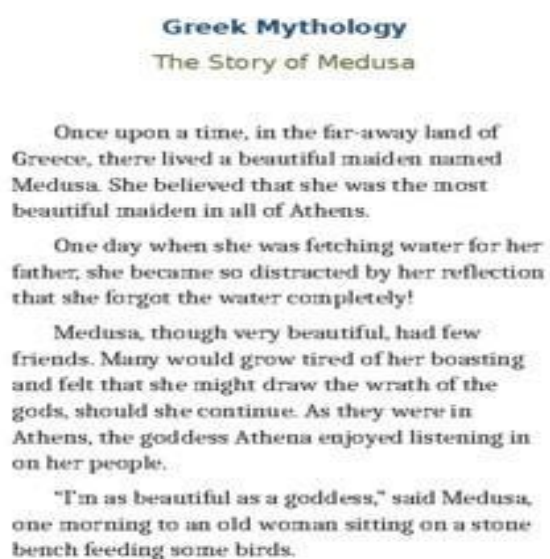 Greek Mythology
The Story of Medusa
Once upon a time, in the far-away land of
Greece, there lived a beautiful maiden named
Medusa. She believed that she was the most
beautiful maiden in all of Athens.
One day when she was fetching water for her
father, she became so distracted by her reflection
that she forgot the water completely!
Medusa, though very beautiful, had few
friends. Many would grow tired of her boasting
and felt that she might draw the wrath of the
gods, should she continue. As they were in
Athens, the goddess Athena enjoyed listening in
on her people.
"I'm as beautiful as a goddess," said Medusa,
one morning to an old woman sitting on a stone
bench feeding some birds.